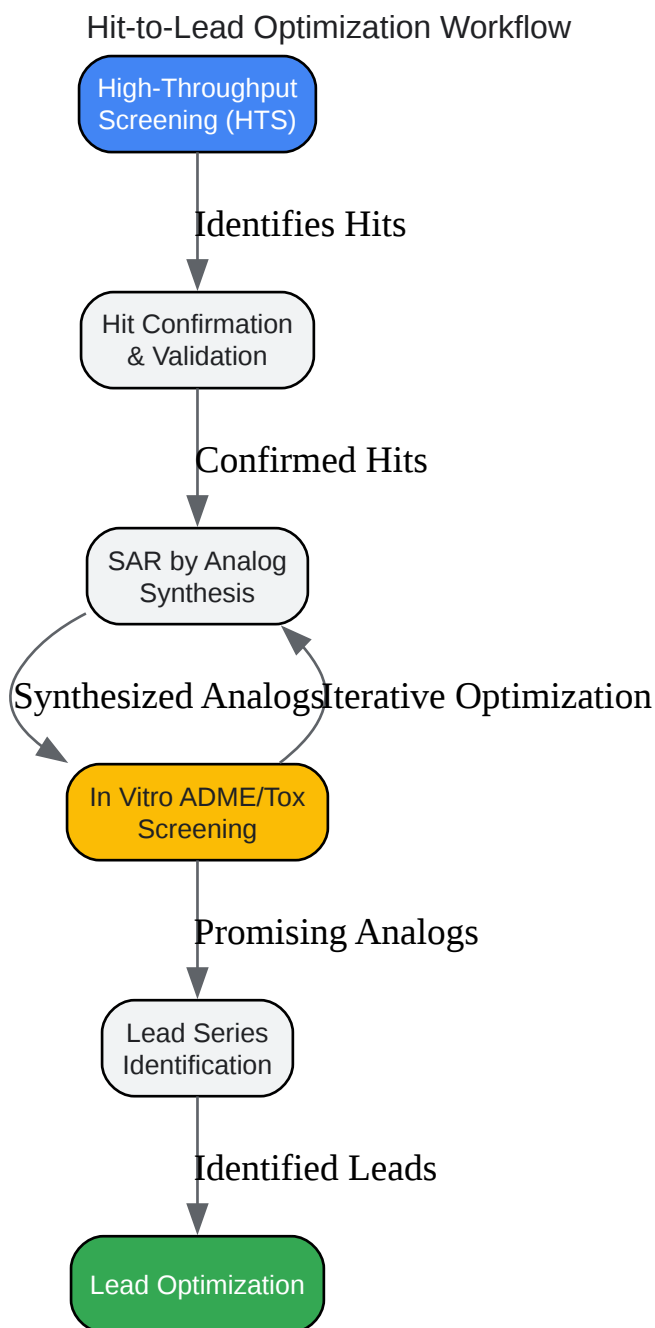 Hit-to-Lead Optimization Workflow
High-Throughput
Screening (HTS)
Identifies Hits
Hit Confirmation
& Validation
Confirmed Hits
SAR by Analog
Synthesis
Synthesized Analogs
Iterative Optimization
In Vitro ADME/Tox
Screening
Promising Analogs
Lead Series
Identification
Identified Leads
Lead Optimization